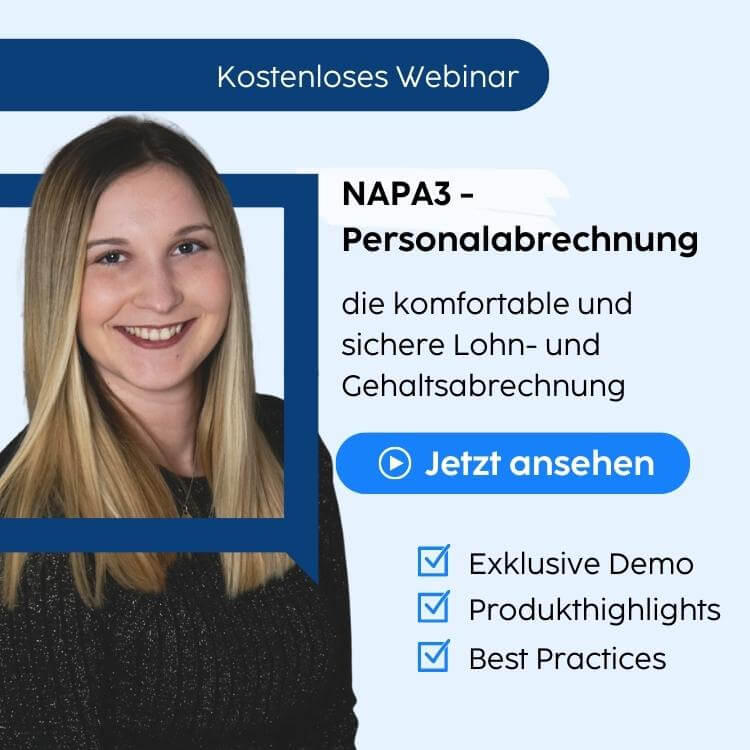 Kostenloses Webinar
NAPA3 -
Personalabrechnung
die komfortable und
sichere Lohn- und
Gehaltsabrechnung
Jetzt ansehen
Exklusive Demo
Produkthighlights
Best Practices